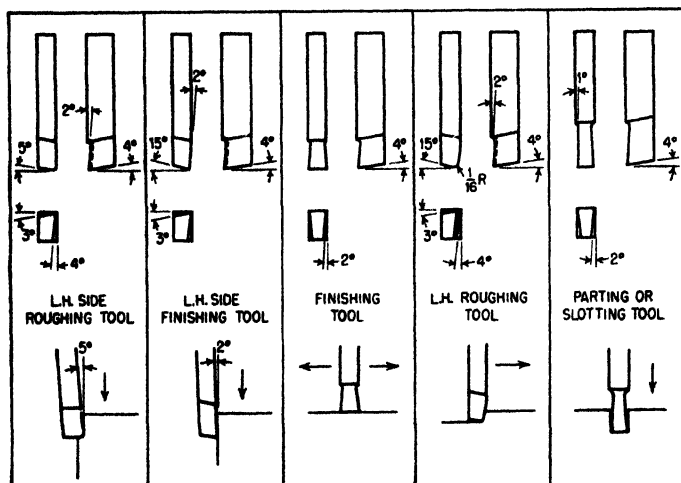 2°
5°
4°
3°
4°
L.H. SIDE
ROUGHING TOOL
5°
2°
15°
4°
3°
L.H. SIDE
FINISHING TOOL
2°
4°
2°
FINISHING
TOOL
2°
15°
4°
1/16 R
3°
4°
L.H. ROUGHING
TOOL
1°
4°
2°
PARTING OR
SLOTTING TOOL